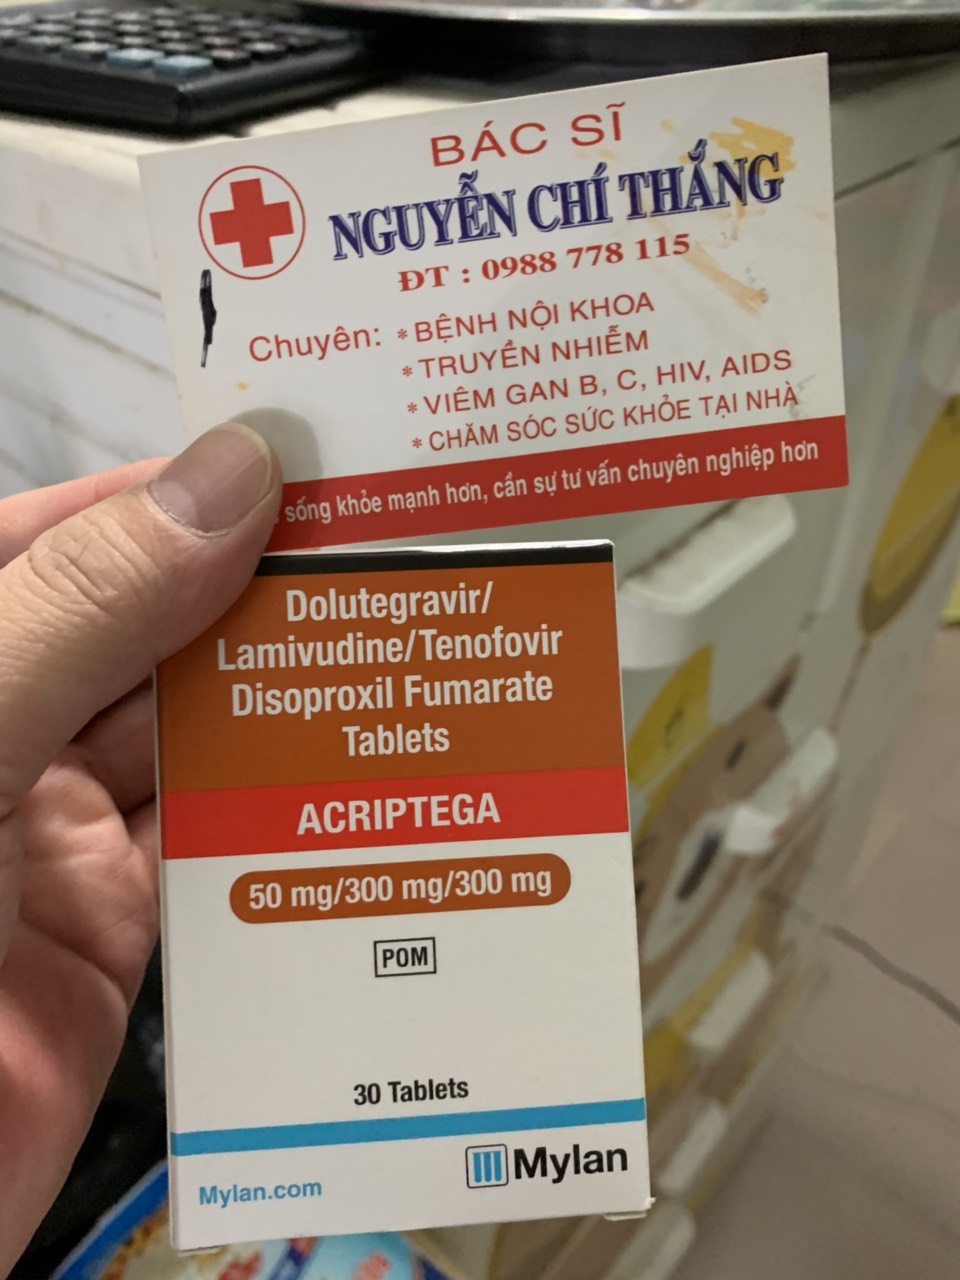 BÁC SĨ
NGUYỄN CHÍ THẮNG
ĐT : 0988 778 115
Chuyên: * BỆNH NỘI KHOA
* TRUYỀN NHIỄM
* VIÊM GAN B, C, HIV, AIDS
* CHĂM SÓC SỨC KHỎE TẠI NHÀ
sống khỏe mạnh hơn, cần sự tư vấn chuyên nghiệp hơn
Dolutegravir/
Lamivudine/Tenofovir
Disoproxil Fumarate
Tablets
ACRIPTEGA
50 mg/300 mg/300 mg
POM
30 Tablets
Mylan
Mylan.com